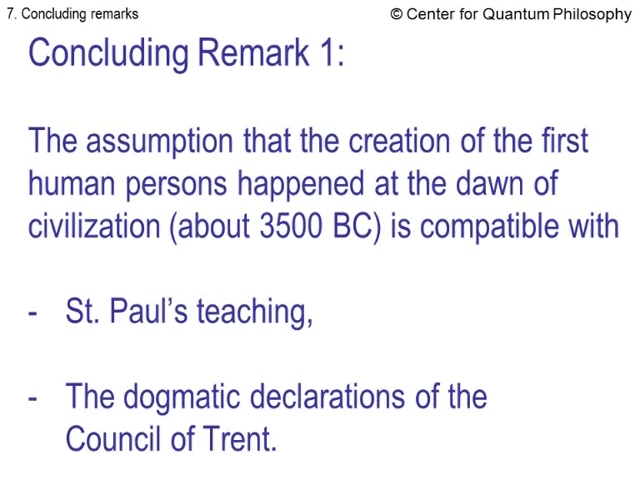 7. Concluding remarks
© Center for Quantum Philosophy
Concluding Remark 1:
The assumption that the creation of the first
human persons happened at the dawn of
civilization (about 3500 BC) is compatible with
- St. Paul’s teaching,
- The dogmatic declarations of the
Council of Trent.